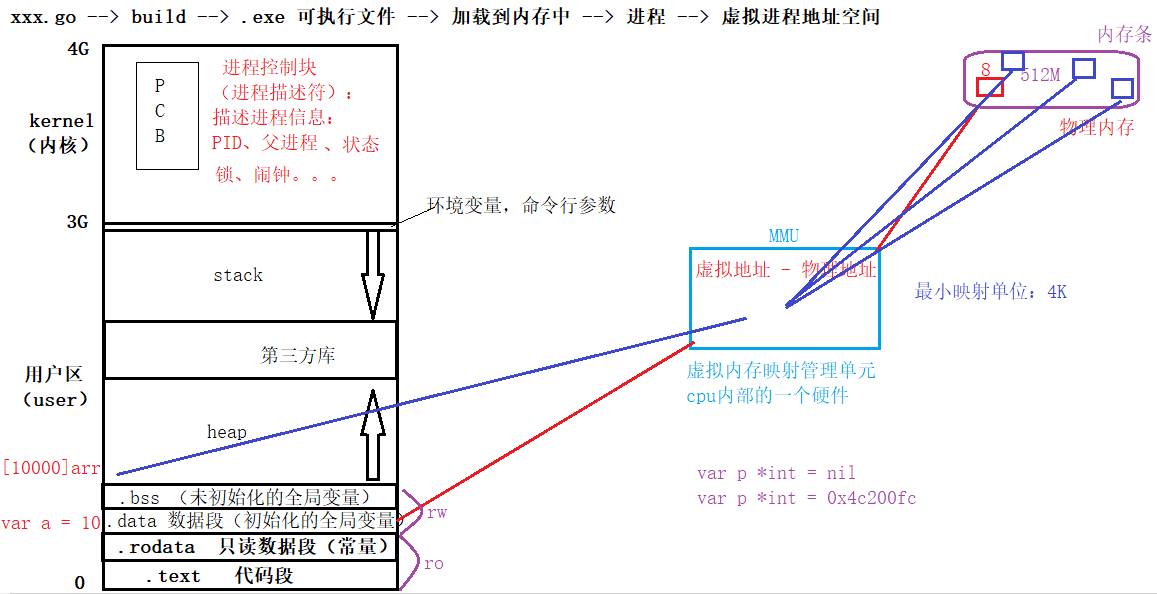 xxx.go --> build --> .exe 可执行文件 --> 加载到内存中 --> 进程 --> 虚拟进程地址空间
4G
kernel
（内核）
3G
P
C
B
进程控制块
（进程描述符）：
描述进程信息：
PID、父进程、状态
锁、闹钟。。。
环境变量，命令行参数
stack
第三方库
用户区
（user）
heap
[10000]arr
.bss （未初始化的全局变量）
var a = 10
.data 数据段（初始化的全局变量）
.rodata 只读数据段（常量）
.text 代码段
0
rw
ro
内存条
8
512M
物理内存
MMU
虚拟地址 - 物理地址
最小映射单位：4K
虚拟内存映射管理单元
cpu内部的一个硬件
var p *int = nil
var p *int = 0x4c200fc